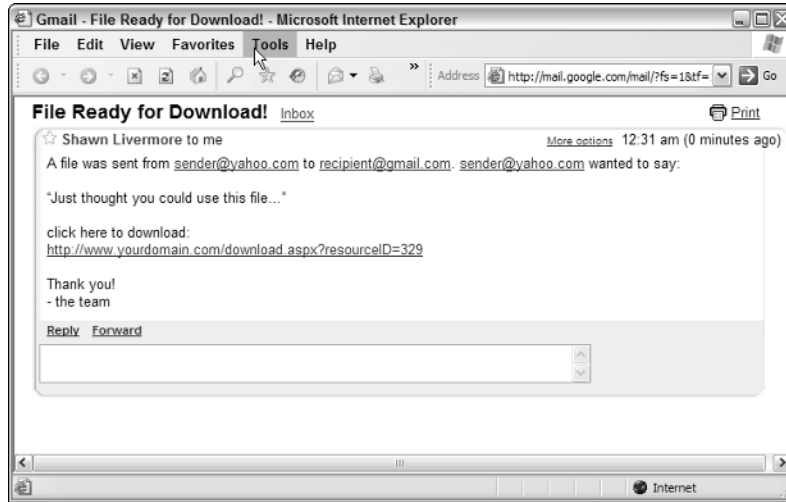 Gmail - File Ready for Download! - Microsoft Internet Explorer
File Edit View Favorites Tools Help
» Address http://mail.google.com/mail/?fs=1&tf= Go
File Ready for Download! Inbox Print
Shawn Livermore to me More options 12:31 am (0 minutes ago)
A file was sent from sender@yahoo.com to recipient@gmail.com. sender@yahoo.com wanted to say:
"Just thought you could use this file..."
click here to download:
http://www.yourdomain.com/download.aspx?resourceID=329
Thank you!
- the team
Reply Forward
Internet